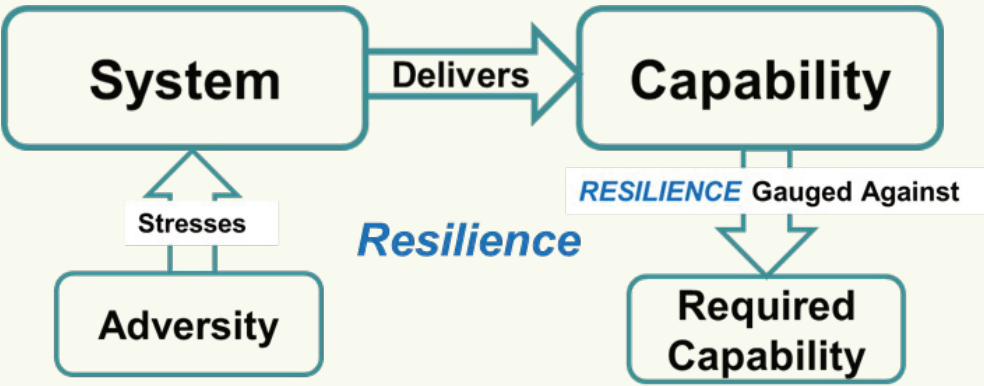 System
Delivers
Capability
Stresses
RESILIENCE Gauged Against
Resilience
Adversity
Required
Capability